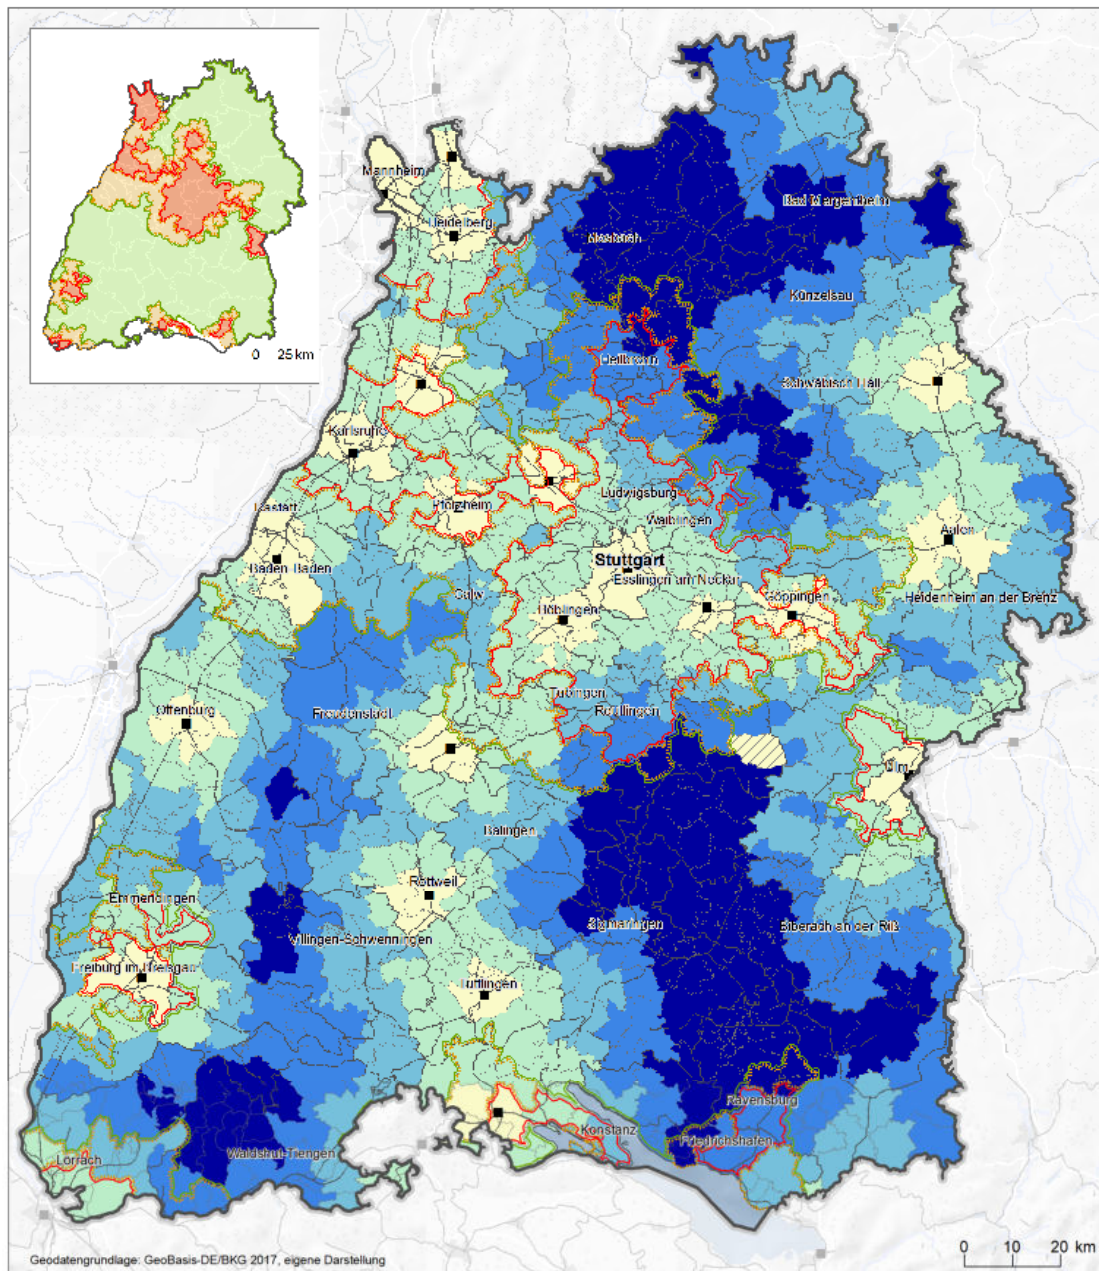 0 25 km
Mannheim
Heidelberg
Bad Mergentheim
Mosbach
Künzelsau
Heilbronn
Schwäbisch Hall
Karlsruhe
Ludwigsburg
Pforzheim
Rastatt
Waiblingen
Aalen
Stuttgart
Baden-Baden
Esslingen am Neckar
Calw
Göppingen
Heidenheim an der Brenz
Böblingen
Tübingen
Offenburg
Freudenstadt
Reutlingen
Ulm
Balingen
Rottweil
Emmendingen
Sigmaringen
Biberach an der Riß
Villingen-Schwenningen
Freiburg im Breisgau
Tuttlingen
Ravensburg
Konstanz
Friedrichshafen
Waldshut-Tiengen
Lörrach
0 10 20 km
Geodatengrundlage: GeoBasis-DE/BKG 2017, eigene Darstellung